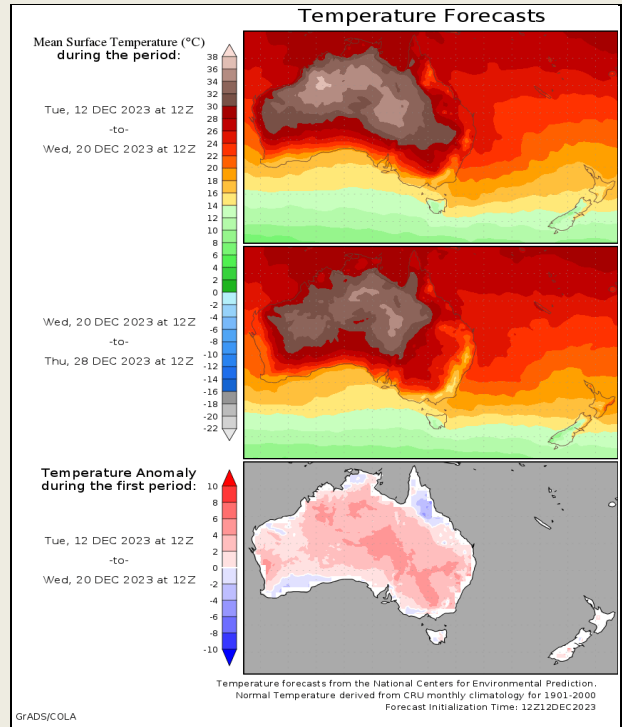 Temperature Forecasts
Mean Surface Temperature (°C)
during the period:
Tue, 12 DEC 2023 at 12Z
-to-
Wed, 20 DEC 2023 at 12Z
38
36
34
32
30
28
26
24
22
20
18
16
14
12
10
8
6
4
2
0
-2
-4
-6
-8
-10
-12
-14
-16
-18
-20
-22
Wed, 20 DEC 2023 at 12Z
-to-
Thu, 28 DEC 2023 at 12Z
Temperature Anomaly
during the first period:
Tue, 12 DEC 2023 at 12Z
-to-
Wed, 20 DEC 2023 at 12Z
10
8
6
4
2
0
-2
-4
-6
-8
-10
Temperature forecasts from the National Centers for Environmental Prediction.
Normal Temperature derived from CRU monthly climatology for 1901-2000
Forecast Initialization Time: 12Z12DEC2023
GrADS/COLA